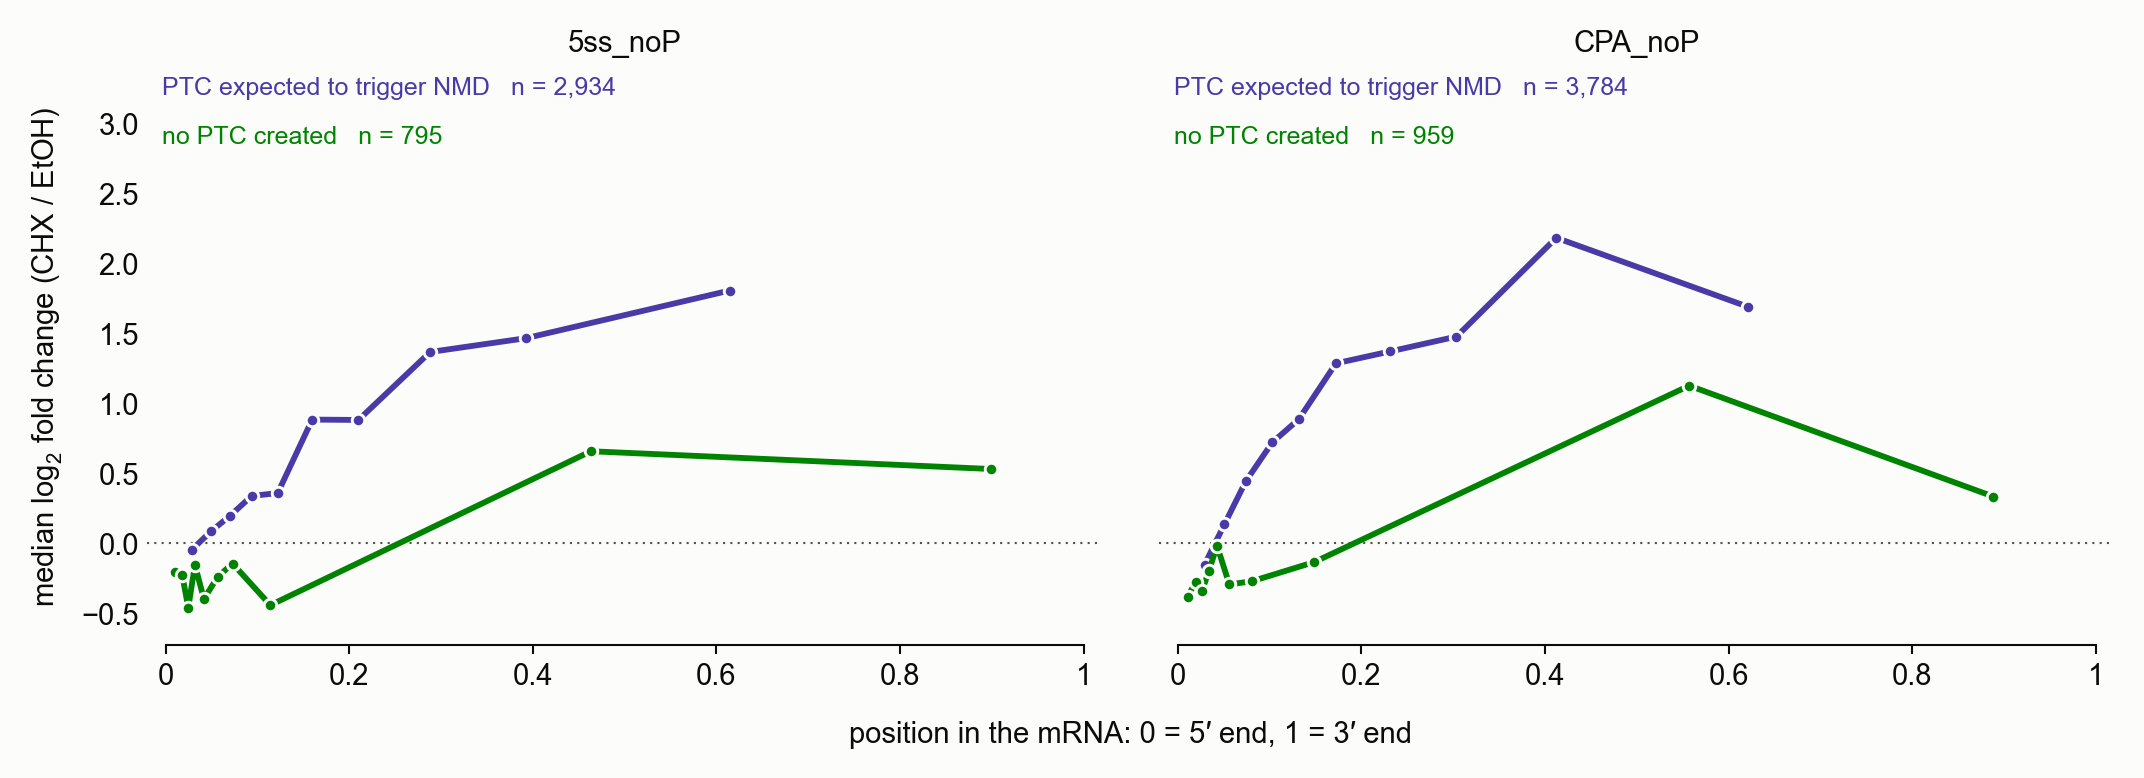 5ss_noP
PTC expected to trigger NMD n = 2,934
no PTC created n = 795
median log₂ fold change (CHX / EtOH)
3.0
2.5
2.0
1.5
1.0
0.5
0.0
−0.5
0 0.2 0.4 0.6 0.8 1
CPA_noP
PTC expected to trigger NMD n = 3,784
no PTC created n = 959
0 0.2 0.4 0.6 0.8 1
position in the mRNA: 0 = 5′ end, 1 = 3′ end